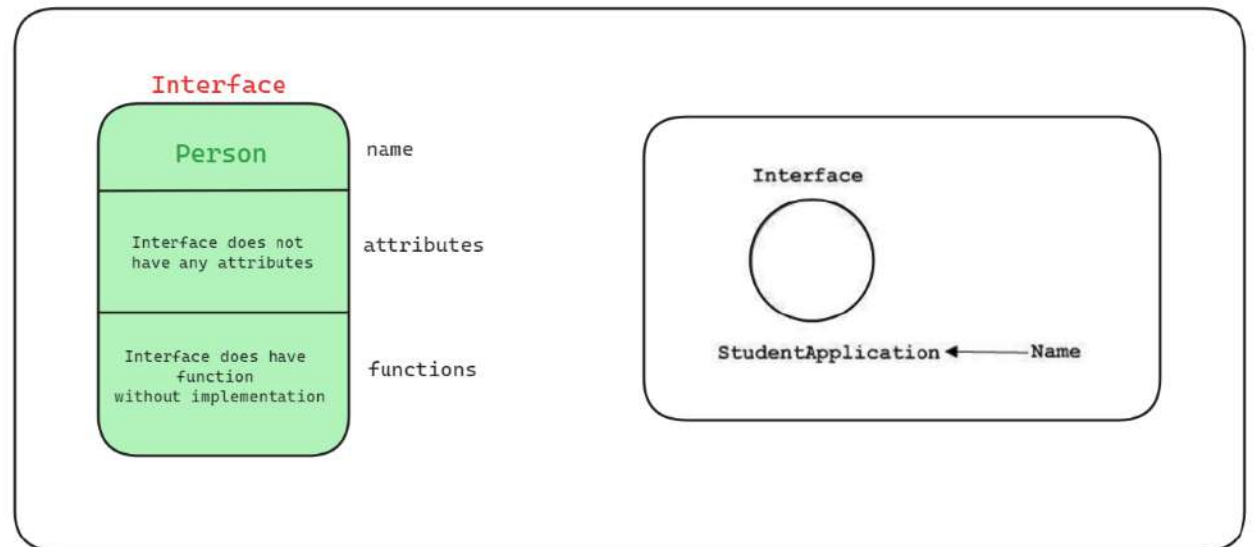 Interface
Person
name
Interface does not
have any attributes
attributes
Interface does have
function
without implementation
functions
Interface
StudentApplication
Name